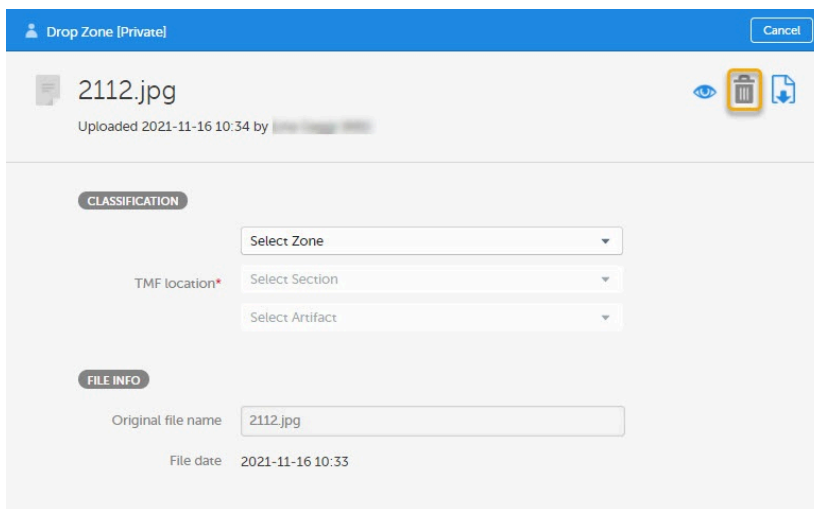 Drop Zone [Private]
Cancel
2112.jpg
Uploaded 2021-11-16 10:34 by
CLASSIFICATION
Select Zone
TMF location*
Select Section
Select Artifact
FILE INFO
Original file name
2112.jpg
File date
2021-11-16 10:33